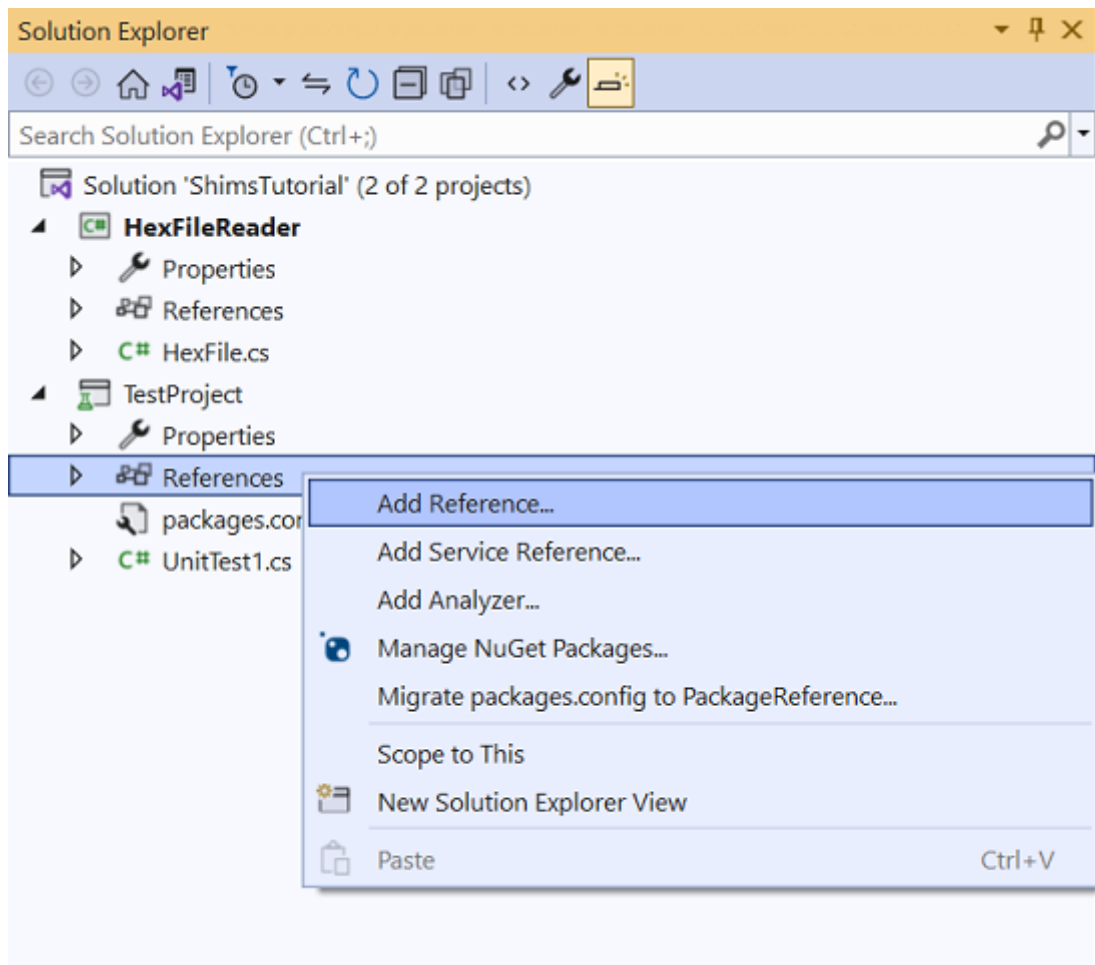 Solution Explorer
Search Solution Explorer (Ctrl+;)
Solution 'ShimsTutorial' (2 of 2 projects)
C# HexFileReader
Properties
References
C# HexFile.cs
TestProject
Properties
References
Add Reference...
packages.con
Add Service Reference...
C# UnitTest1.cs
Add Analyzer...
Manage NuGet Packages...
Migrate packages.config to PackageReference...
Scope to This
New Solution Explorer View
Paste Ctrl+V